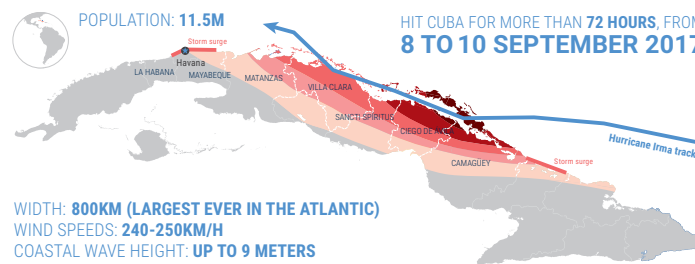 POPULATION: 11.5M
HIT CUBA FOR MORE THAN 72 HOURS, FROM
8 TO 10 SEPTEMBER 2017
Storm surge
Havana
LA HABANA
MAYABEQUE
MATANZAS
VILLA CLARA
SANCTI SPÍRITUS
CIEGO DE AVILA
CAMAGUEY
Hurricane Irma track
Storm surge
WIDTH: 800KM (LARGEST EVER IN THE ATLANTIC)
WIND SPEEDS: 240-250KM/H
COASTAL WAVE HEIGHT: UP TO 9 METERS